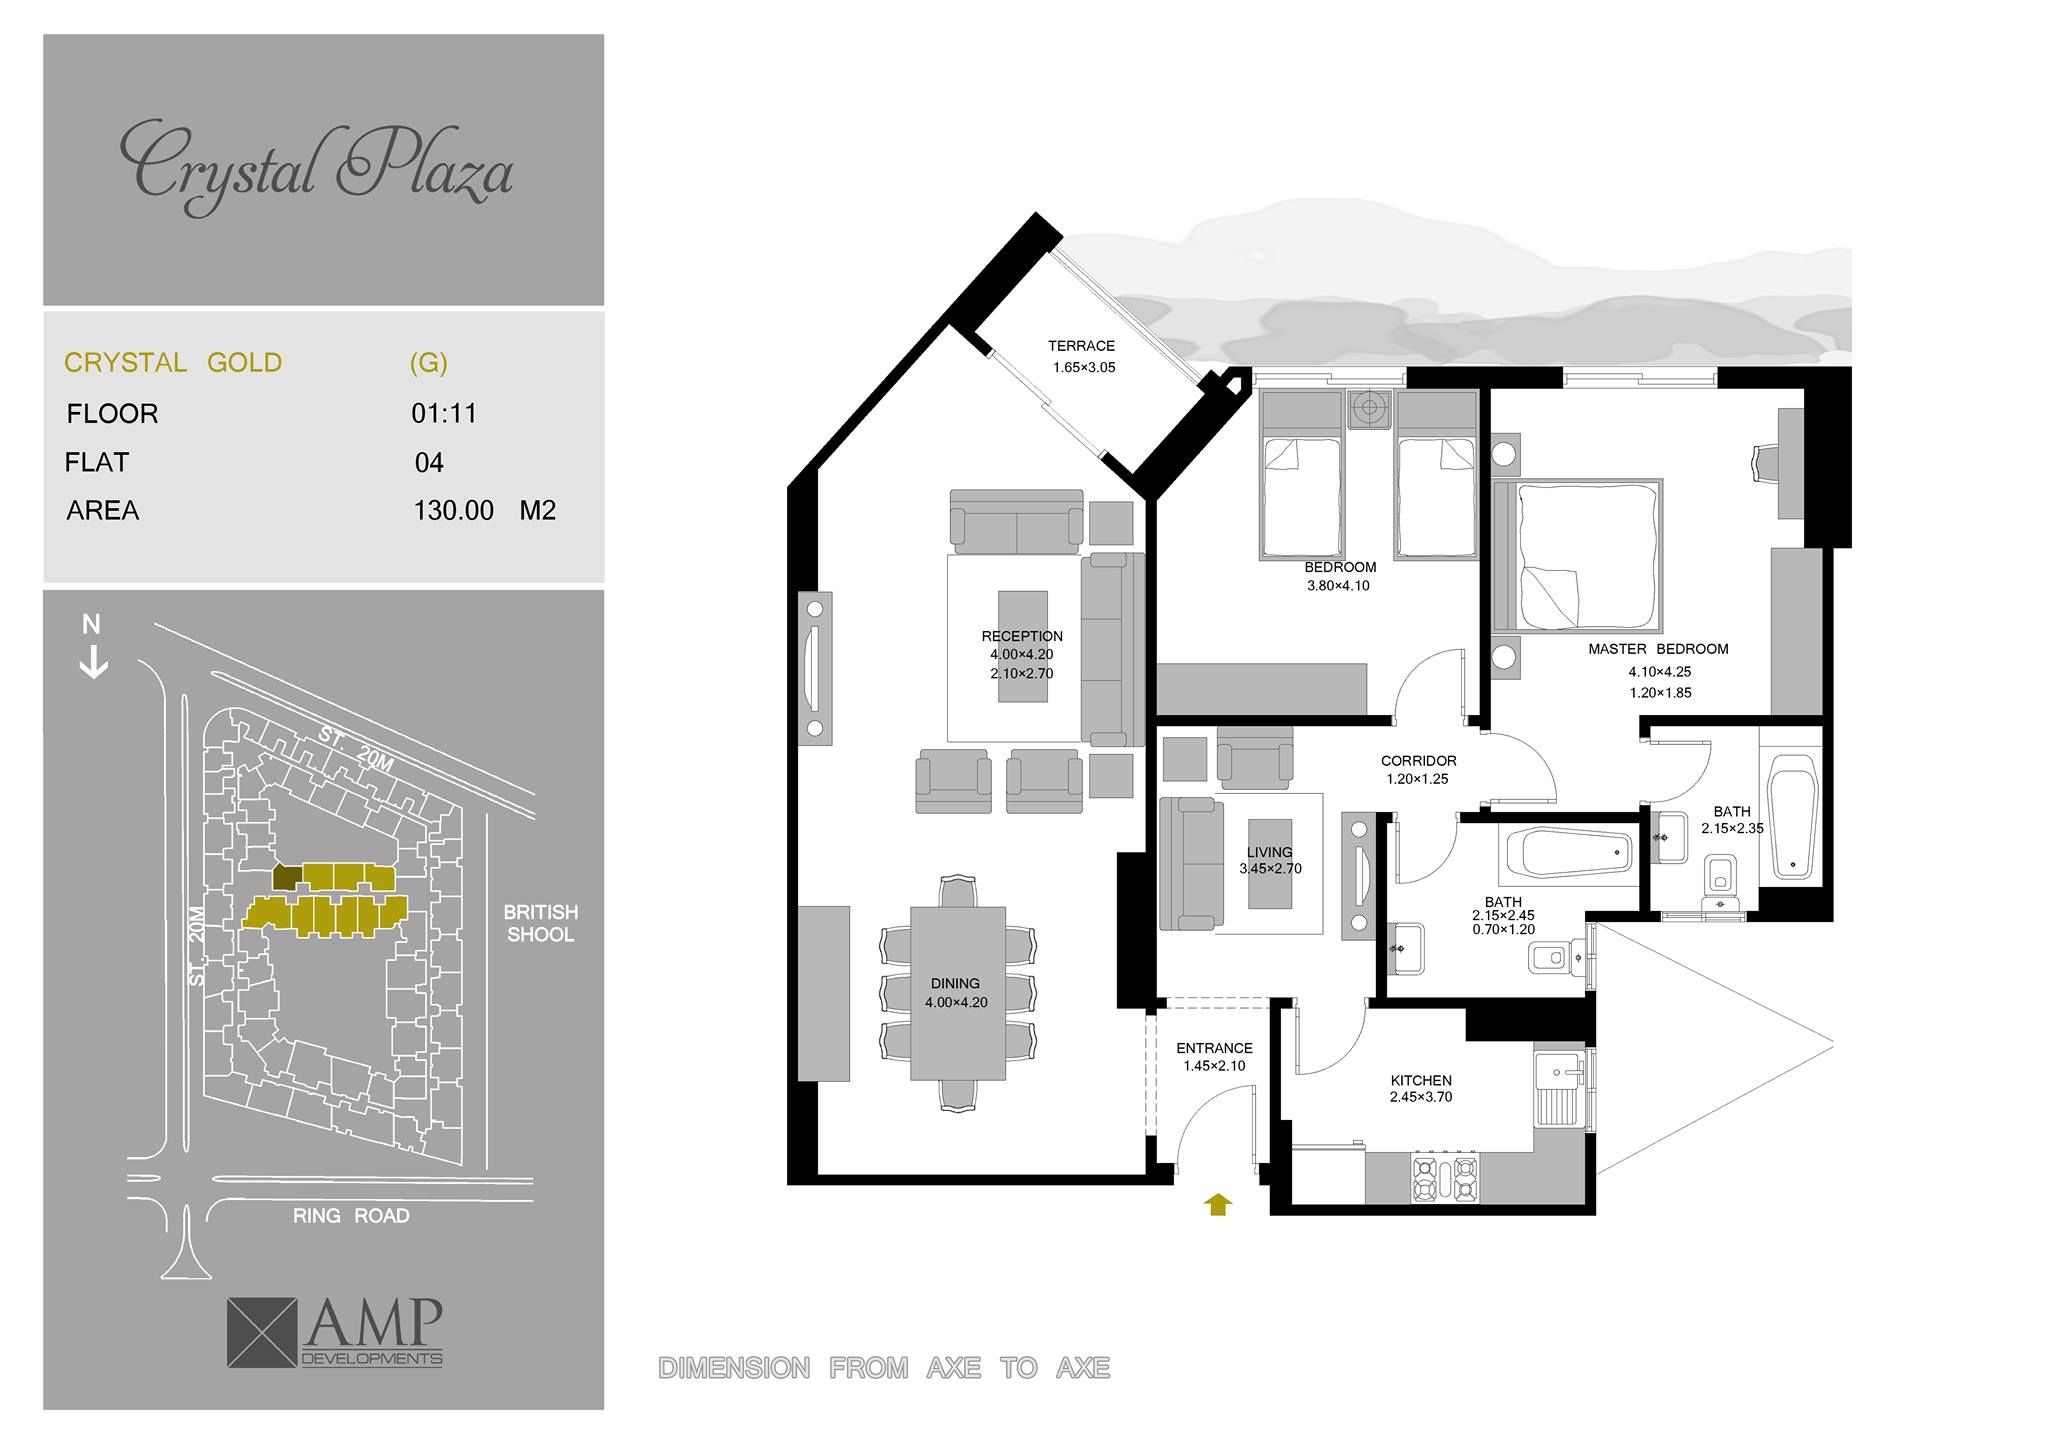 Crystal Plaza
CRYSTAL GOLD (G)
FLOOR 01:11
FLAT 04
AREA 130.00 M2
N
ST. 20M
ST. 20M
BRITISH
SHOOL
RING ROAD
AMP
DEVELOPMENTS
TERRACE
1.65×3.05
BEDROOM
3.80×4.10
RECEPTION
4.00×4.20
2.10×2.70
MASTER BEDROOM
4.10×4.25
1.20×1.85
CORRIDOR
1.20×1.25
BATH
2.15×2.35
LIVING
3.45×2.70
BATH
2.15×2.45
0.70×1.20
DINING
4.00×4.20
ENTRANCE
1.45×2.10
KITCHEN
2.45×3.70
DIMENSION FROM AXE TO AXE